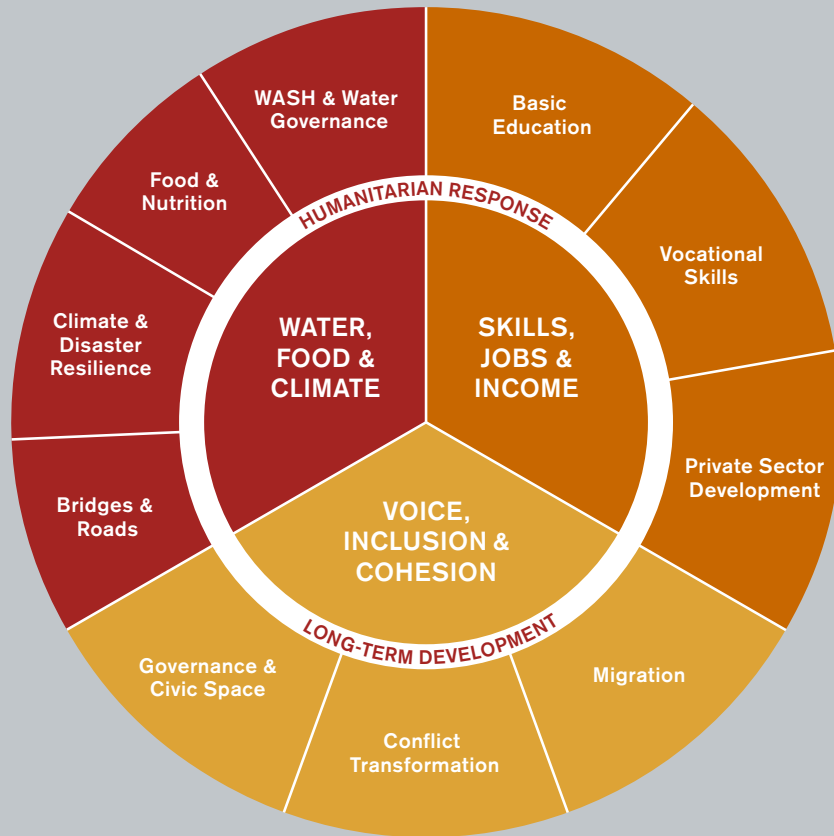 WASH & Water
Governance
Basic
Education
Food &
Nutrition
HUMANITARIAN RESPONSE
Vocational
Skills
Climate &
Disaster
Resilience
WATER,
FOOD &
CLIMATE
SKILLS,
JOBS &
INCOME
Private Sector
Development
Bridges &
Roads
VOICE,
INCLUSION &
COHESION
LONG-TERM DEVELOPMENT
Governance &
Civic Space
Migration
Conflict
Transformation